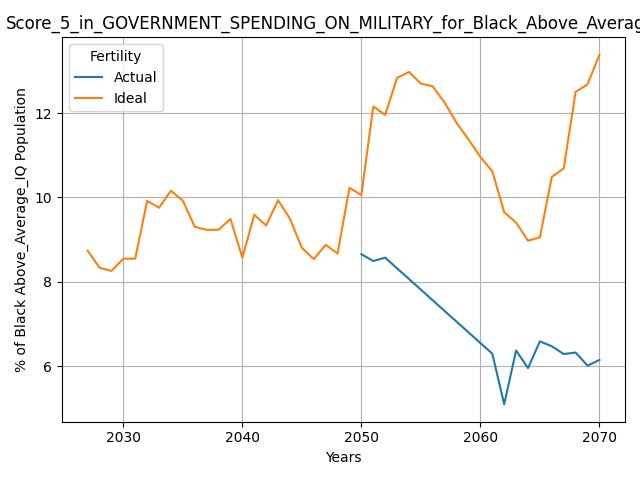 Score_5_in_GOVERNMENT_SPENDING_ON_MILITARY_for_Black_Above_Averag
Fertility
Actual
Ideal
% of Black Above_Average_IQ Population
12
10
8
6
2030 2040 2050 2060 2070
Years